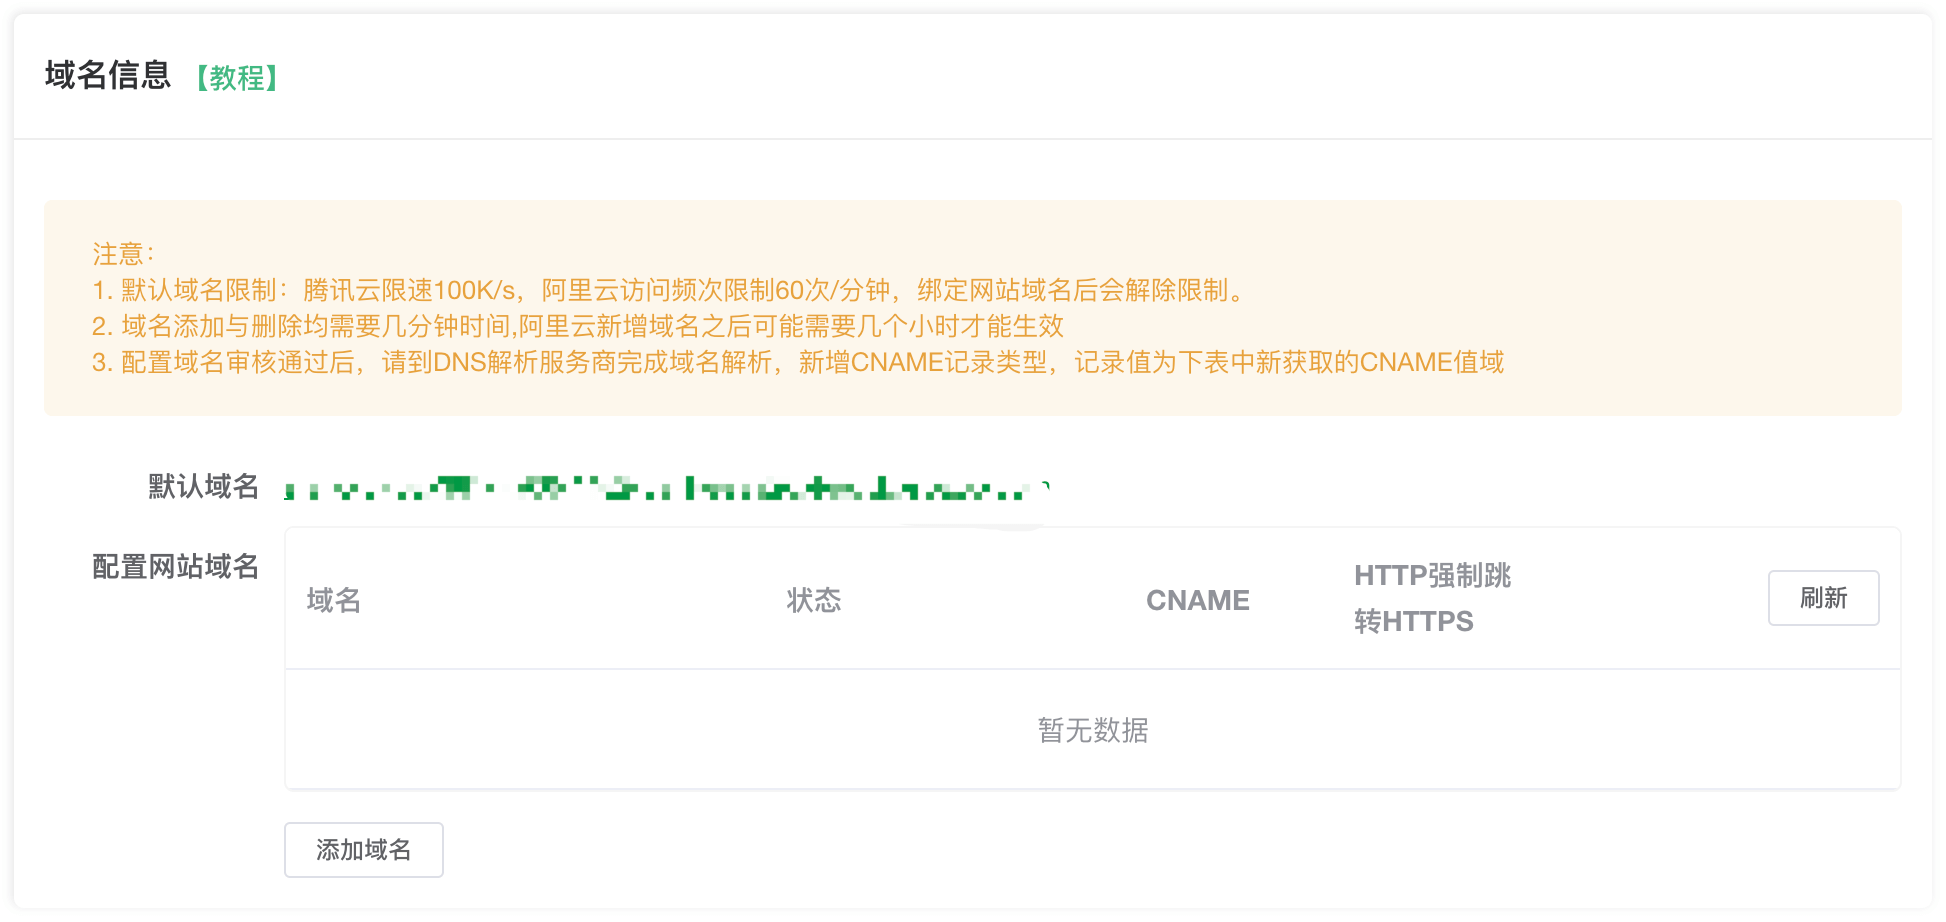 域名信息 【教程】
注意：
1. 默认域名限制：腾讯云限速100K/s，阿里云访问频次限制60次/分钟，绑定网站域名后会解除限制。
2. 域名添加与删除均需要几分钟时间,阿里云新增域名之后可能需要几个小时才能生效
3. 配置域名审核通过后，请到DNS解析服务商完成域名解析，新增CNAME记录类型，记录值为下表中新获取的CNAME值域
默认域名
配置网站域名
域名 状态 CNAME HTTP强制跳
转HTTPS
刷新
暂无数据
添加域名